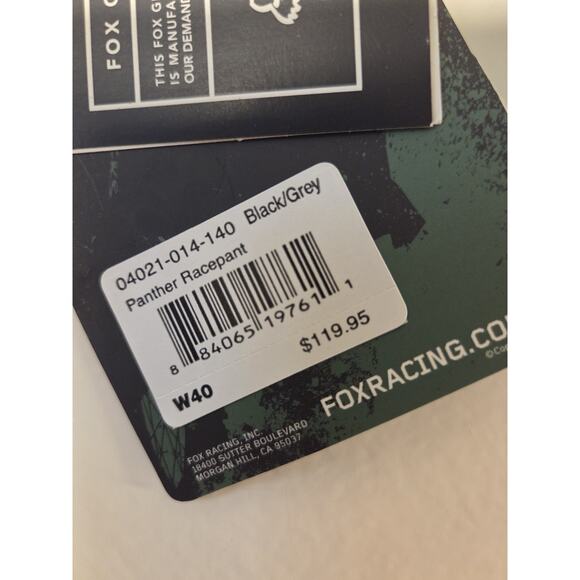 FOX G
THIS FOX G
IS MANUFA
OUR DEMAND
04021-014-140 Black/Grey
Panther Racepant
8 84065 19761 1
$119.95
W40
FOXRACING.CO
FOX RACING, INC.
18400 SUTTER BOULEVARD
MORGAN HILL, CA 95037